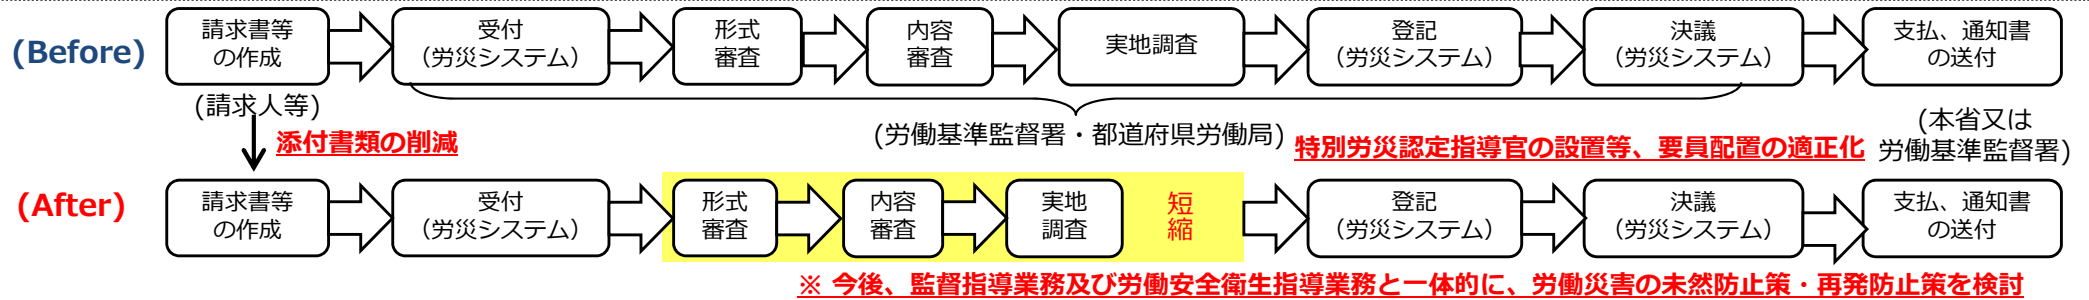 (Before)
請求書等
の作成
受付
(労災システム)
形式
審査
内容
審査
実地調査
登記
(労災システム)
決議
(労災システム)
支払、通知書
の送付
(請求人等)
添付書類の削減
(労働基準監督署・都道府県労働局)
特別労災認定指導官の設置等、要員配置の適正化
(本省又は
労働基準監督署)
(After)
請求書等
の作成
受付
(労災システム)
形式
審査
内容
審査
実地
調査
短
縮
登記
(労災システム)
決議
(労災システム)
支払、通知書
の送付
※ 今後、監督指導業務及び労働安全衛生指導業務と一体的に、労働災害の未然防止策・再発防止策を検討